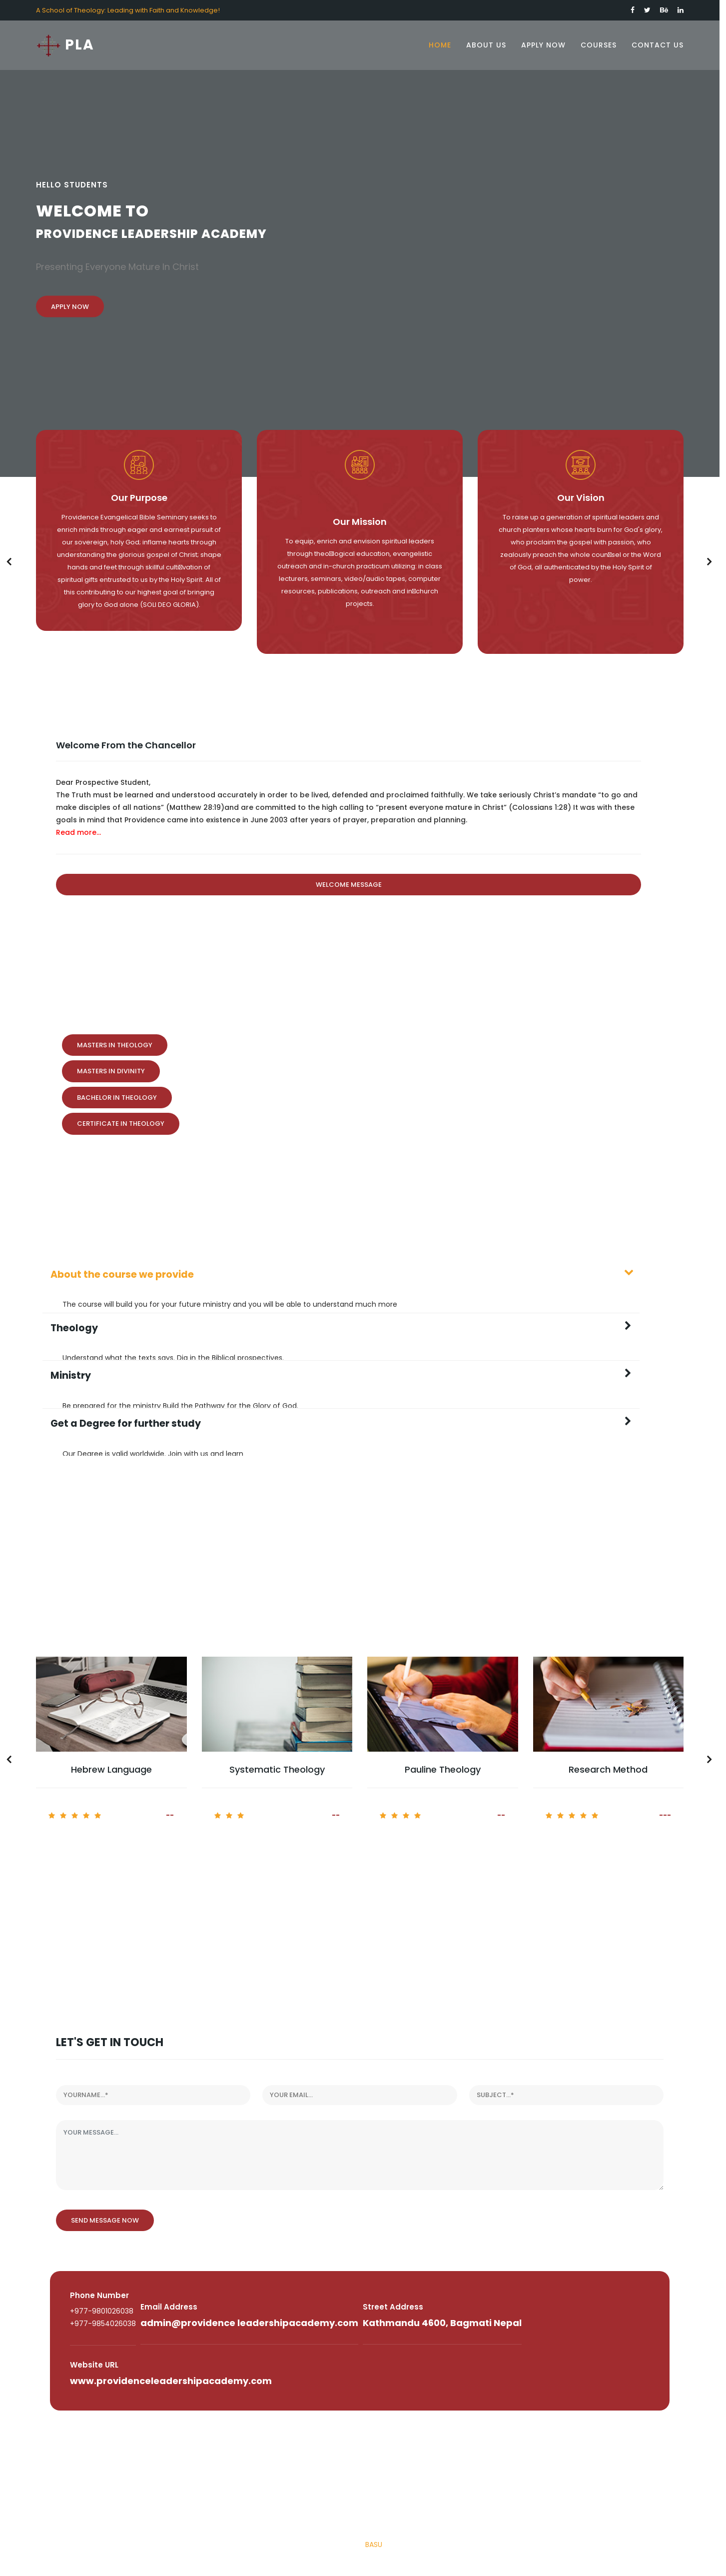 A School of Theology: Leading with Faith and Knowledge!
PLA
HOME ABOUT US APPLY NOW COURSES CONTACT US
HELLO STUDENTS
WELCOME TO
PROVIDENCE LEADERSHIP ACADEMY
Presenting Everyone Mature in Christ
APPLY NOW
Our Purpose
Providence Evangelical Bible Seminary seeks to
enrich minds through eager and earnest pursuit of
our sovereign, holy God; inflame hearts through
understanding the glorious gospel of Christ; shape
hands and feet through skillful culti vation of
spiritual gifts entrusted to us by the Holy Spirit. All of
this contributing to our highest goal of bringing
glory to God alone (SOLI DEO GLORIA).
Our Mission
To equip, enrich and envision spiritual leaders
through theo logical education, evangelistic
outreach and in-church practicum utilizing: in class
lecturers, seminars, video/audio tapes, computer
resources, publications, outreach and in church
projects.
Our Vision
To raise up a generation of spiritual leaders and
church planters whose hearts burn for God's glory,
who proclaim the gospel with passion, who
zealously preach the whole coun sel or the Word
of God, all authenticated by the Holy Spirit of
power.
Welcome From the Chancellor
Dear Prospective Student,
The Truth must be learned and understood accurately in order to be lived, defended and proclaimed faithfully. We take seriously Christ’s mandate “to go and
make disciples of all nations” (Matthew 28:19)and are committed to the high calling to “present everyone mature in Christ” (Colossians 1:28) It was with these
goals in mind that Providence came into existence in June 2003 after years of prayer, preparation and planning.
Read more...
WELCOME MESSAGE
MASTERS IN THEOLOGY
MASTERS IN DIVINITY
BACHELOR IN THEOLOGY
CERTIFICATE IN THEOLOGY
About the course we provide
The course will build you for your future ministry and you will be able to understand much more
Theology
Understand what the texts says. Dig in the Biblical prospectives.
Ministry
Be prepared for the ministry Build the Pathway for the Glory of God.
Get a Degree for further study
Our Degree is valid worldwide. Join with us and learn
Hebrew Language
Systematic Theology
Pauline Theology
Research Method
--
--
--
---
LET'S GET IN TOUCH
YOURNAME...*
YOUR EMAIL...
SUBJECT...*
YOUR MESSAGE...
SEND MESSAGE NOW
Phone Number
+977-9801026038
+977-9854026038
Email Address
admin@providence leadershipacademy.com
Street Address
Kathmandu 4600, Bagmati Nepal
Website URL
www.providenceleadershipacademy.com
BASU